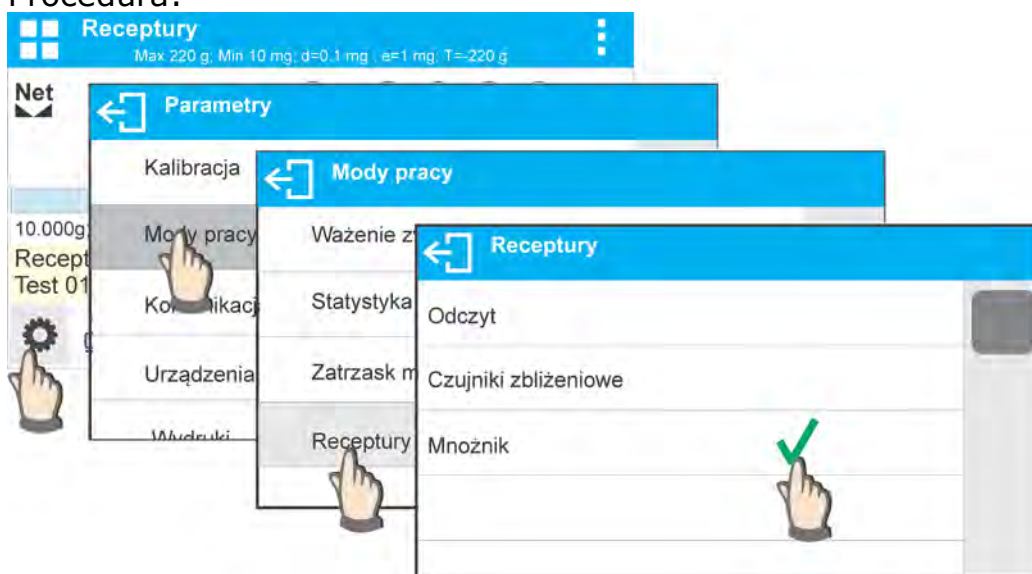 Procedura:
Receptury
Max 220 g; Min 10 mg; d=0.1 mg ; e=1 mg; T=-220 g
Net
10.000g
Recept
Test 01
Parametry
Kalibracja
Mody pracy
Urządzenia
Wydruki
Mody pracy
Ważenie z
Statystyka
Zatrzask m
Receptury
Receptury
Odczyt
Czujniki zbliżeniowe
Mnożnik